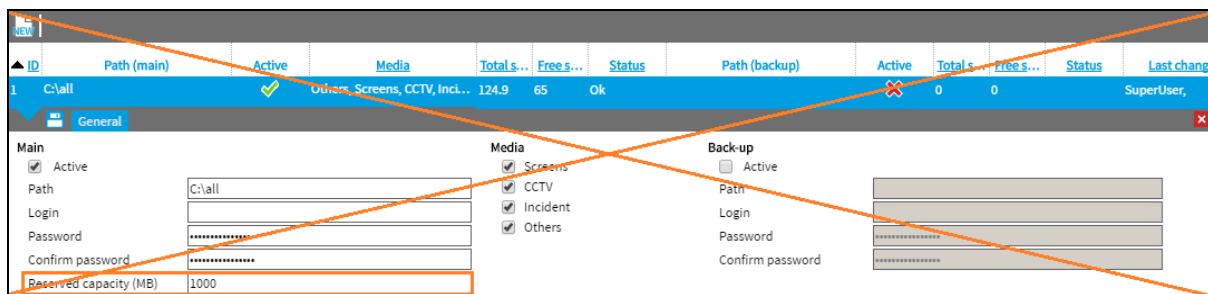 NEW
ID Path (main) Active Media Total s... Free s... Status Path (backup) Active Total s... Free s... Status Last chang
1 C:\all Others, Screens, CCTV, Inci... 124.9 65 Ok 0 0 SuperUser,
General
Main Media Back-up
Active Screens Active
Path C:\all CCTV Path
Login Incident Login
Password •••••••••••••••• Others Password ••••••••••••••••
Confirm password •••••••••••••••• Confirm password ••••••••••••••••
Reserved capacity (MB) 1000